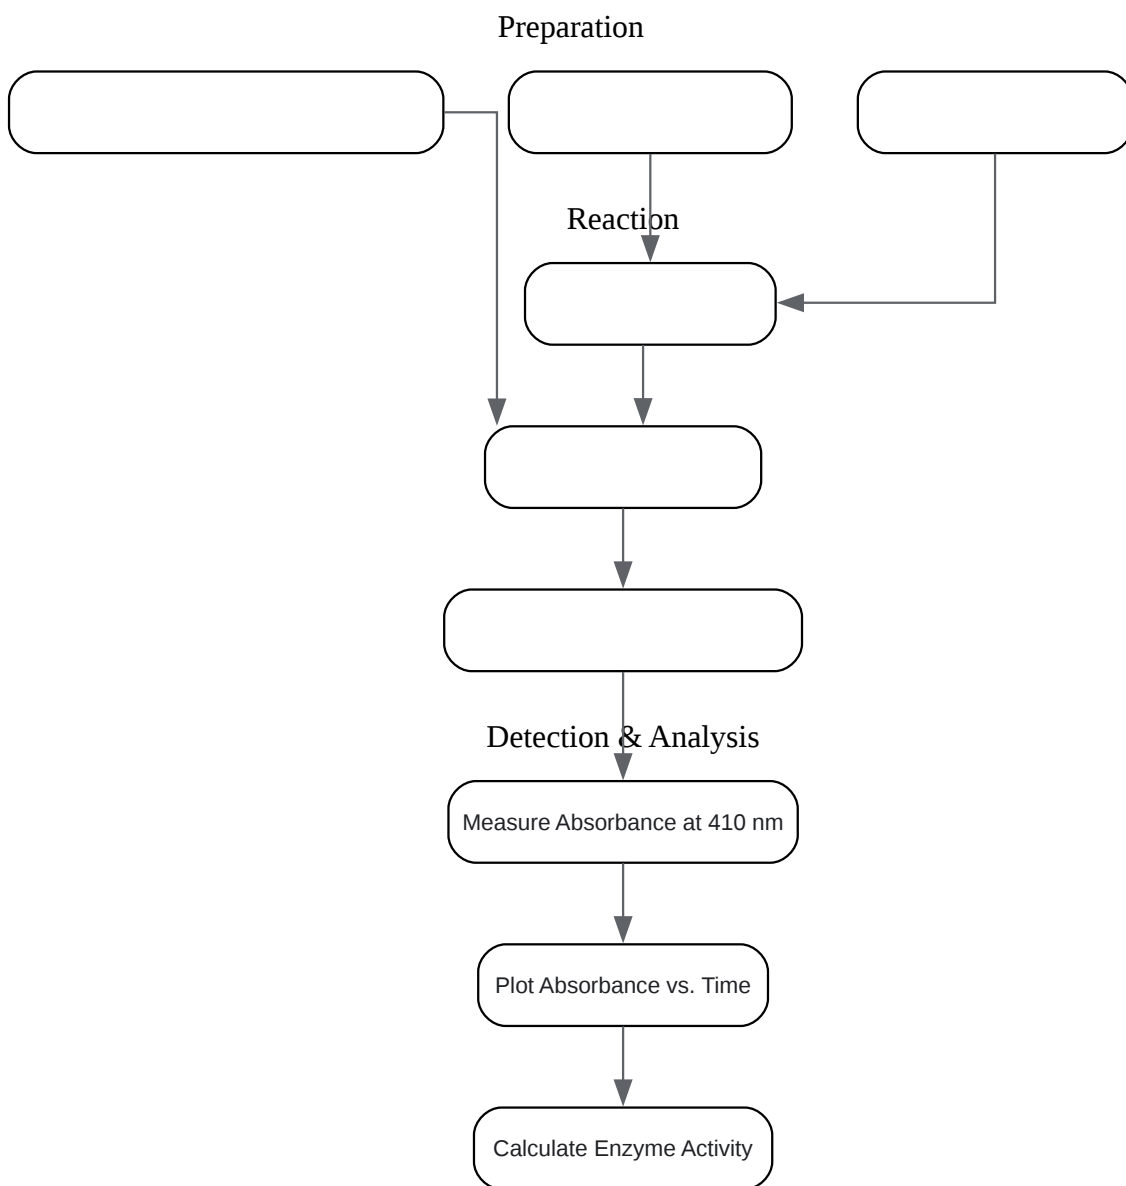 Preparation
Reaction
Detection & Analysis
Measure Absorbance at 410 nm
Plot Absorbance vs. Time
Calculate Enzyme Activity